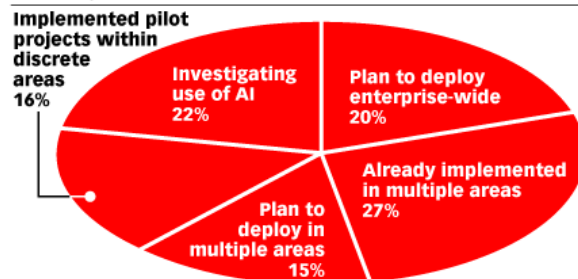 Implemented pilot
projects within
discrete
areas
16%
Investigating
use of AI
22%
Plan to deploy
enterprise-wide
20%
Already implemented
in multiple areas
27%
Plan to
deploy in
multiple areas
15%